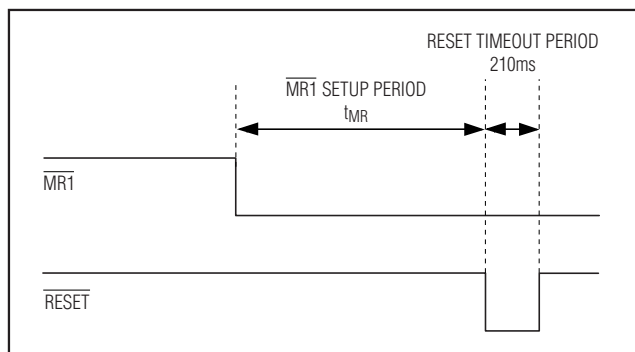 RESET TIMEOUT PERIOD
210ms
MR1 SETUP PERIOD
tMR
MR1
RESET